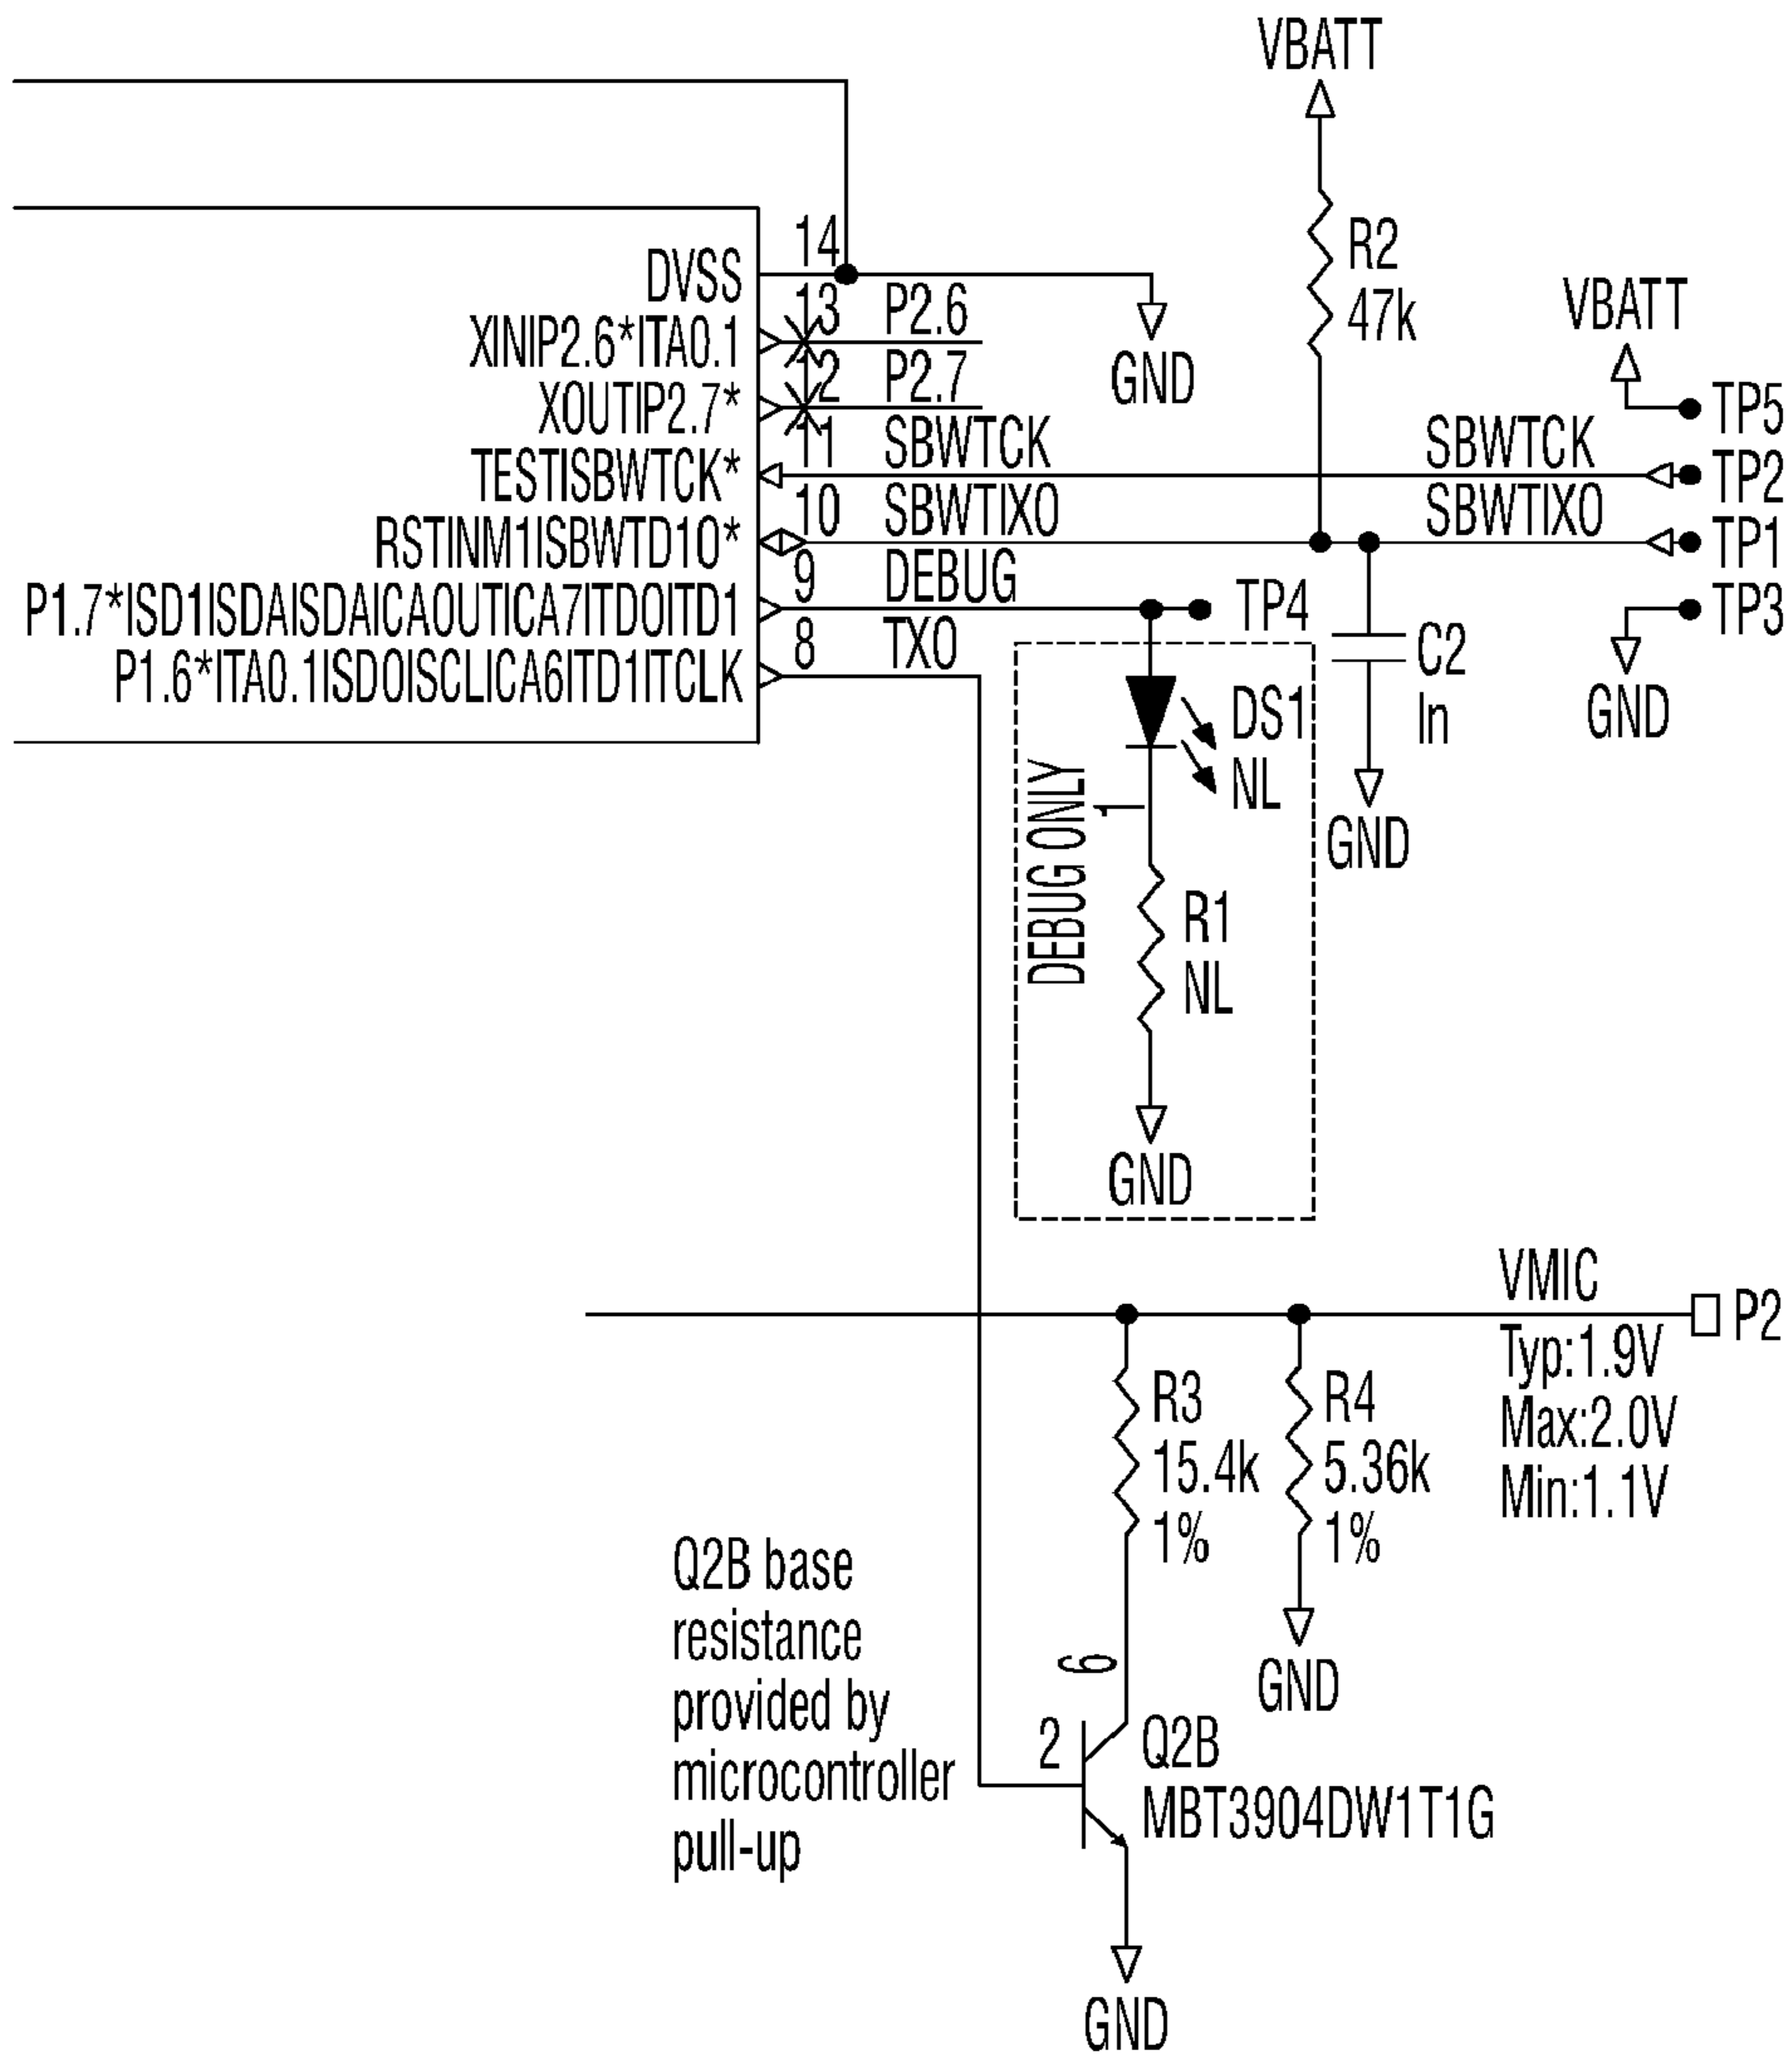 VBATT
14
DVSS
R2
13 P2.6
47k
VBATT
XINIP2.6*ITA0.1
GND
12 P2.7
TP5
XOUTIP2.7*
11 SBWTCK SBWTCK TP2
TESTISBWTCK*
10 SBWTIXO SBWTIXO TP1
RSTINM1ISBWTD10*
9 DEBUG TP4 TP3
P1.7*ISD1ISDAISDAICAOUTICA7ITDOITD1
8 TXO
C2
In
P1.6*ITA0.1ISDOISCLICA6ITD1ITCLK
GND
DS1
NL
DEBUG ONLY
1
GND
R1
NL
GND
VMIC
P2
Typ:1.9V
Max:2.0V
Min:1.1V
R3
15.4k
1%
R4
5.36k
1%
Q2B base
resistance
provided by
microcontroller
pull-up
6
GND
2
Q2B
MBT3904DW1T1G
GND